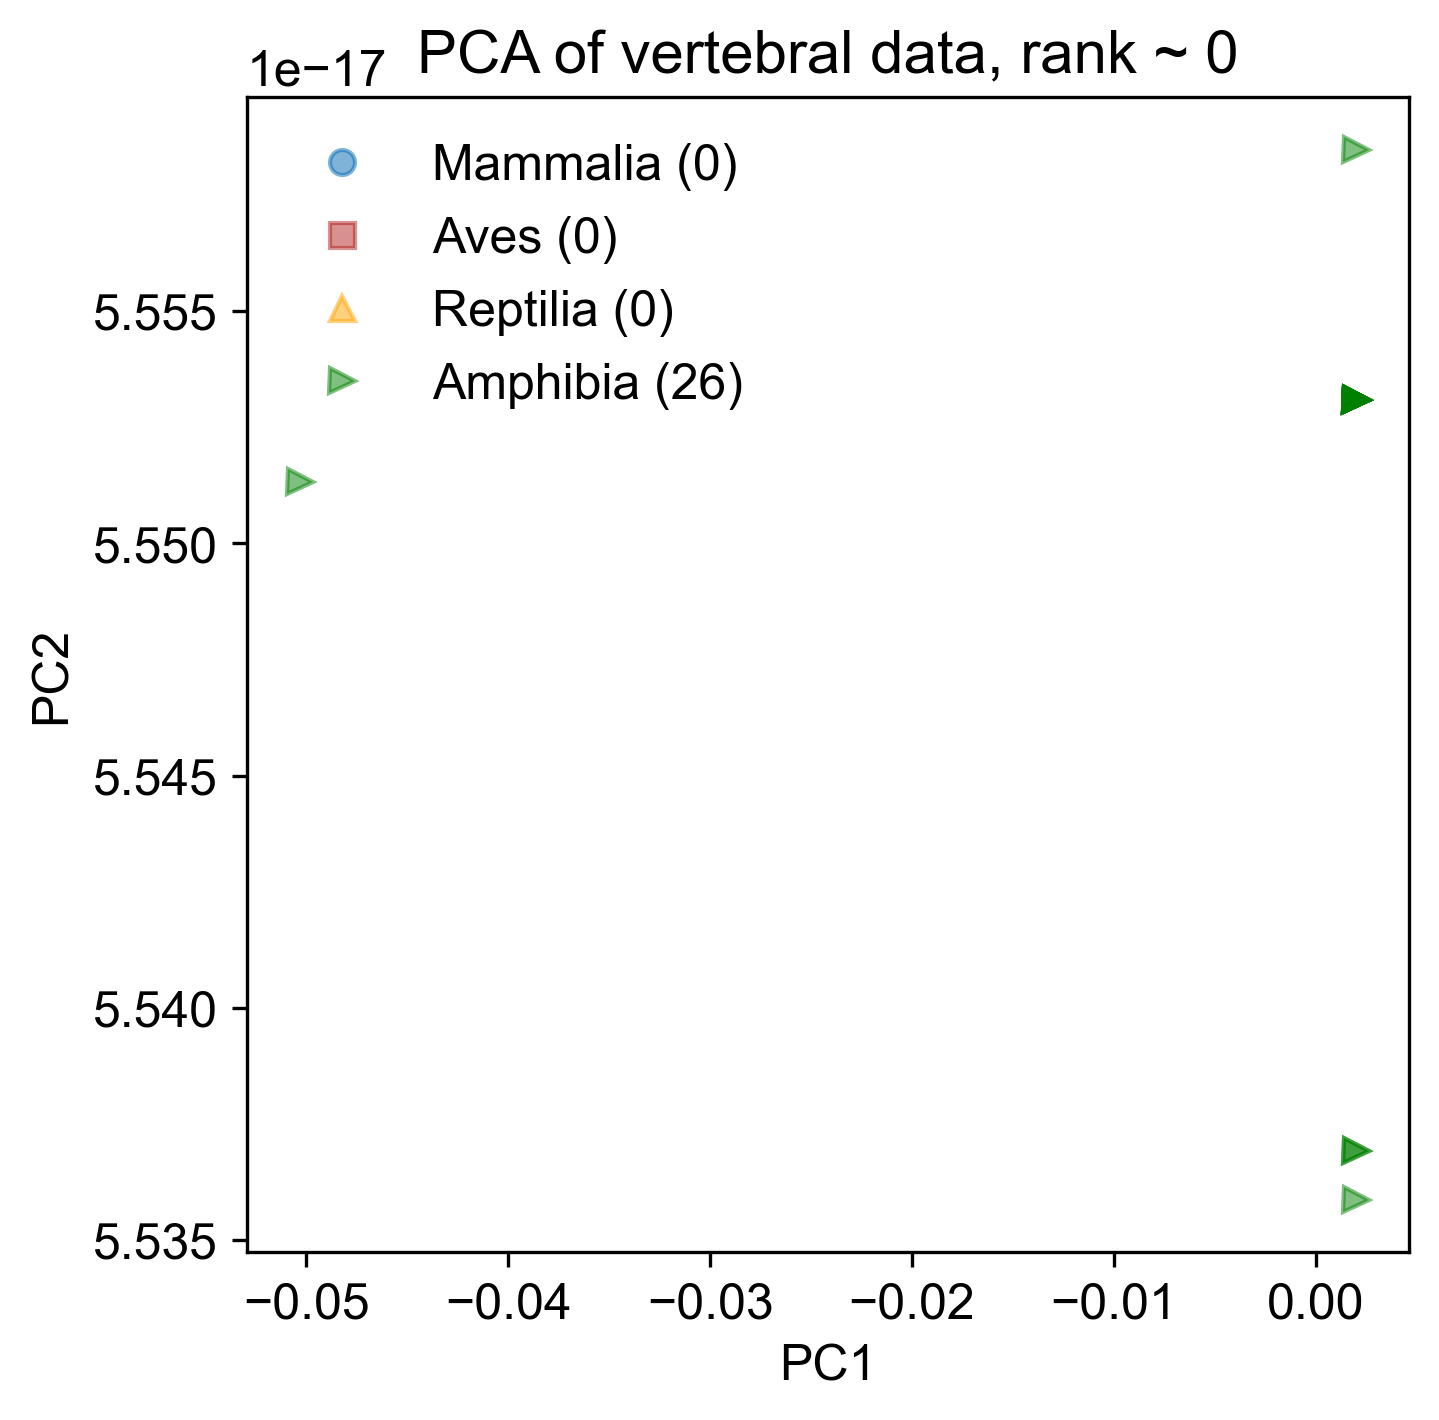 1e−17
PCA of vertebral data, rank ~ 0
Mammalia (0)
Aves (0)
Reptilia (0)
Amphibia (26)
5.555
5.550
5.545
5.540
5.535
PC2
−0.05
−0.04
−0.03
−0.02
−0.01
0.00
PC1